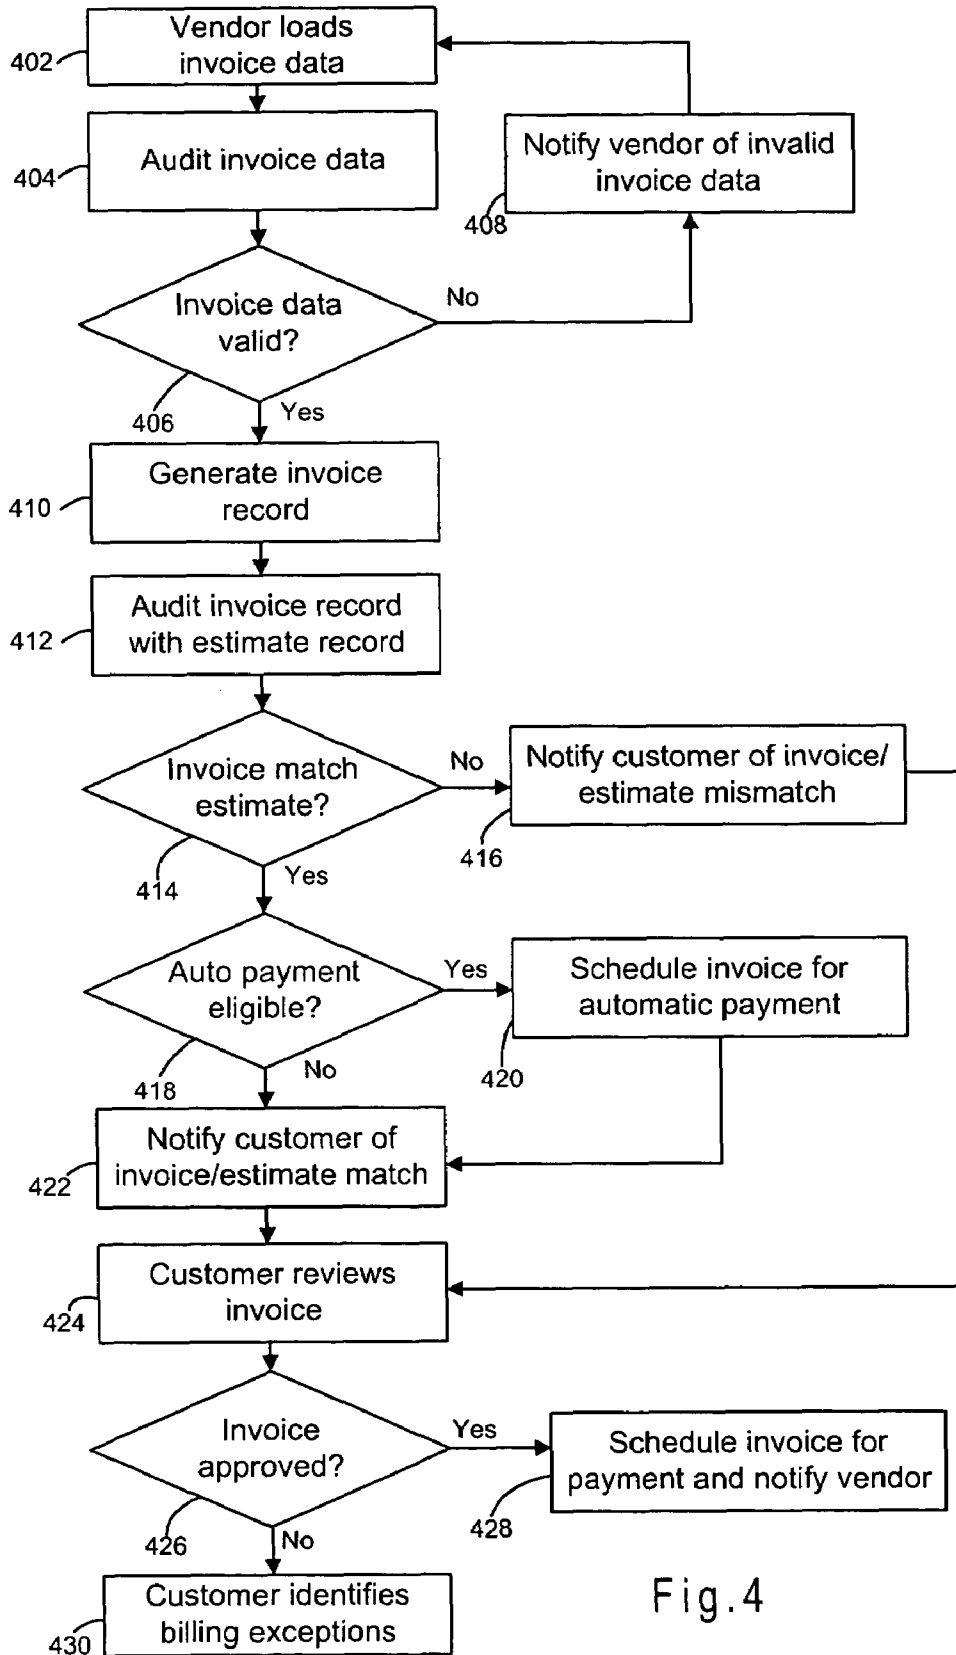 Vendor loads
invoice data
402
Audit invoice data
404
Notify vendor of invalid
invoice data
408
Invoice data
valid?
No
406
Yes
Generate invoice
record
410
Audit invoice record
with estimate record
412
Invoice match
estimate?
No
Notify customer of invoice/
estimate mismatch
416
414
Yes
Auto payment
eligible?
Yes
Schedule invoice for
automatic payment
420
418
No
Notify customer of
invoice/estimate match
422
Customer reviews
invoice
424
Invoice
approved?
Yes
Schedule invoice for
payment and notify vendor
428
426
No
Customer identifies
billing exceptions
430
Fig.4